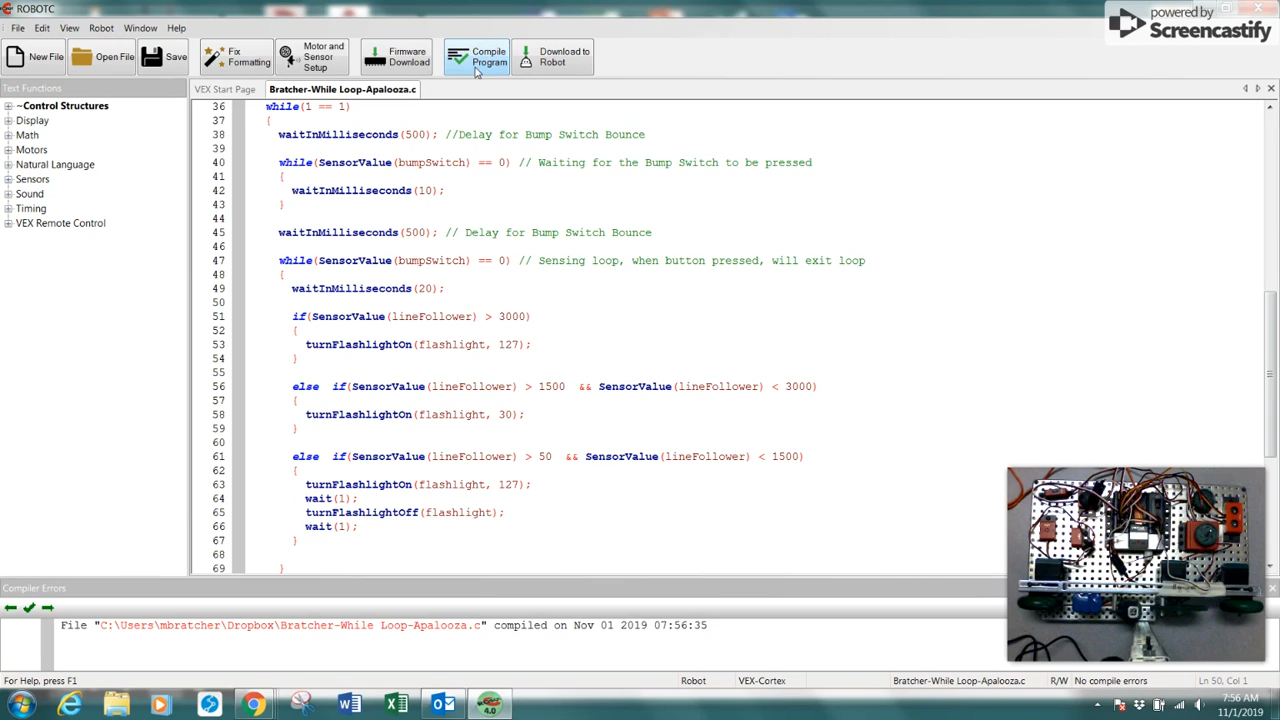 ROBOTC
File Edit View Robot Window Help
powered by
Screencastify
New File
Open File
Save
Fix
Formatting
Motor and
Sensor
Setup
Firmware
Download
Compile
Program
Download to
Robot
Text Functions
VEX Start Page
Bratcher-While Loop-Apalooza.c
~Control Structures
Display
Math
Motors
Natural Language
Sensors
Sound
Timing
VEX Remote Control
36 while(1 == 1)
37 {
38 waitInMilliseconds(500); //Delay for Bump Switch Bounce
39
40 while(SensorValue(bumpSwitch) == 0) // Waiting for the Bump Switch to be pressed
41 {
42 waitInMilliseconds(10);
43 }
44
45 waitInMilliseconds(500); // Delay for Bump Switch Bounce
46
47 while(SensorValue(bumpSwitch) == 0) // Sensing loop, when button pressed, will exit loop
48 {
49 waitInMilliseconds(20);
50
51 if(SensorValue(lineFollower) > 3000)
52 {
53 turnFlashlightOn(flashlight, 127);
54 }
55
56 else if(SensorValue(lineFollower) > 1500 && SensorValue(lineFollower) < 3000)
57 {
58 turnFlashlightOn(flashlight, 30);
59 }
60
61 else if(SensorValue(lineFollower) > 50 && SensorValue(lineFollower) < 1500)
62 {
63 turnFlashlightOn(flashlight, 127);
64 wait(1);
65 turnFlashlightOff(flashlight);
66 wait(1);
67 }
68
69 }
Compiler Errors
File "C:\Users\mbratcher\Dropbox\Bratcher-While Loop-Apalooza.c" compiled on Nov 01 2019 07:56:35
For Help, press F1
Robot
VEX-Cortex
Bratcher-While Loop-Apalooza.c
R/W
No compile errors
Ln 50, Col 1
4.0
7:56 AM
11/1/2019